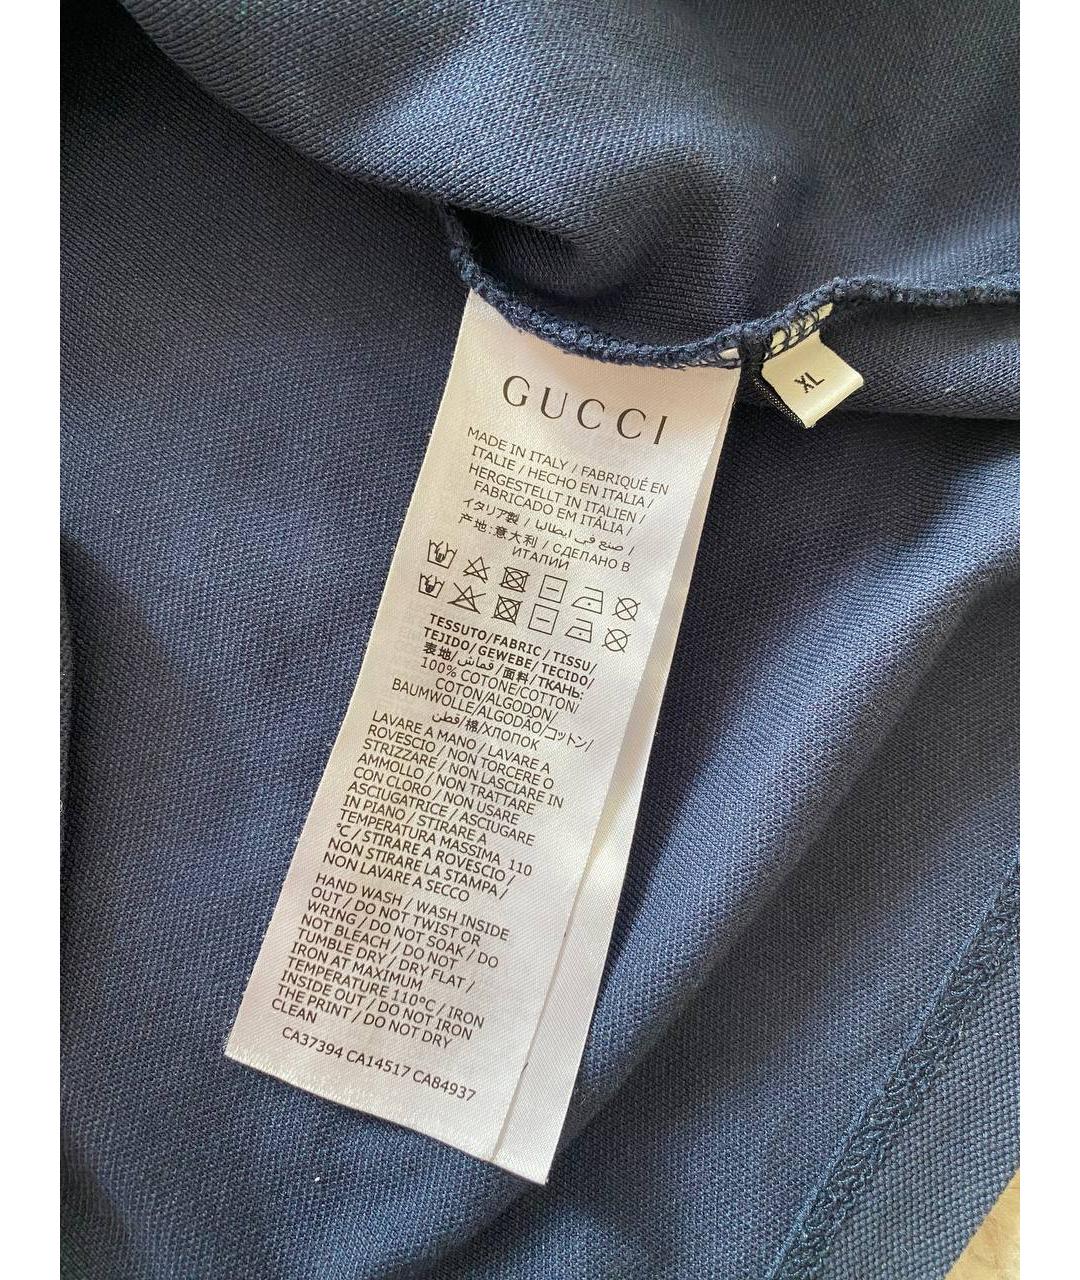 GUCCI
MADE IN ITALY / FABRIQUÉ EN
ITALIE / HECHO EN ITALIA /
HERGESTELLT IN ITALIEN /
FABRICADO EM ITÁLIA /
イタリア製 / صنع في ايطاليا /
产地:意大利 / СДЕЛАНО В
ИТАЛИИ
TESSUTO/FABRIC / TISSU/
TEJIDO/ GEWEBE/ TECIDO/
表地/ قماش/ 面料/ ТКАНЬ:
100% COTONE/COTTON/
COTON/ALGODON/
BAUMWOLLE/ALGODÃO/コットン/
قطن/棉/ХЛОПОК
LAVARE A MANO / LAVARE A
ROVESCIO / NON TORCERE O
STRIZZARE / NON LASCIARE IN
AMMOLLO / NON TRATTARE
CON CLORO / NON USARE
ASCIUGATRICE / ASCIUGARE
IN PIANO / STIRARE A
TEMPERATURA MASSIMA 110
°C / STIRARE A ROVESCIO /
NON STIRARE LA STAMPA /
NON LAVARE A SECCO
HAND WASH / WASH INSIDE
OUT / DO NOT TWIST OR
WRING / DO NOT SOAK / DO
NOT BLEACH / DO NOT
TUMBLE DRY / DRY FLAT /
IRON AT MAXIMUM
TEMPERATURE 110°C / IRON
INSIDE OUT / DO NOT IRON
THE PRINT / DO NOT DRY
CLEAN
CA37394 CA14517 CA84937
XL